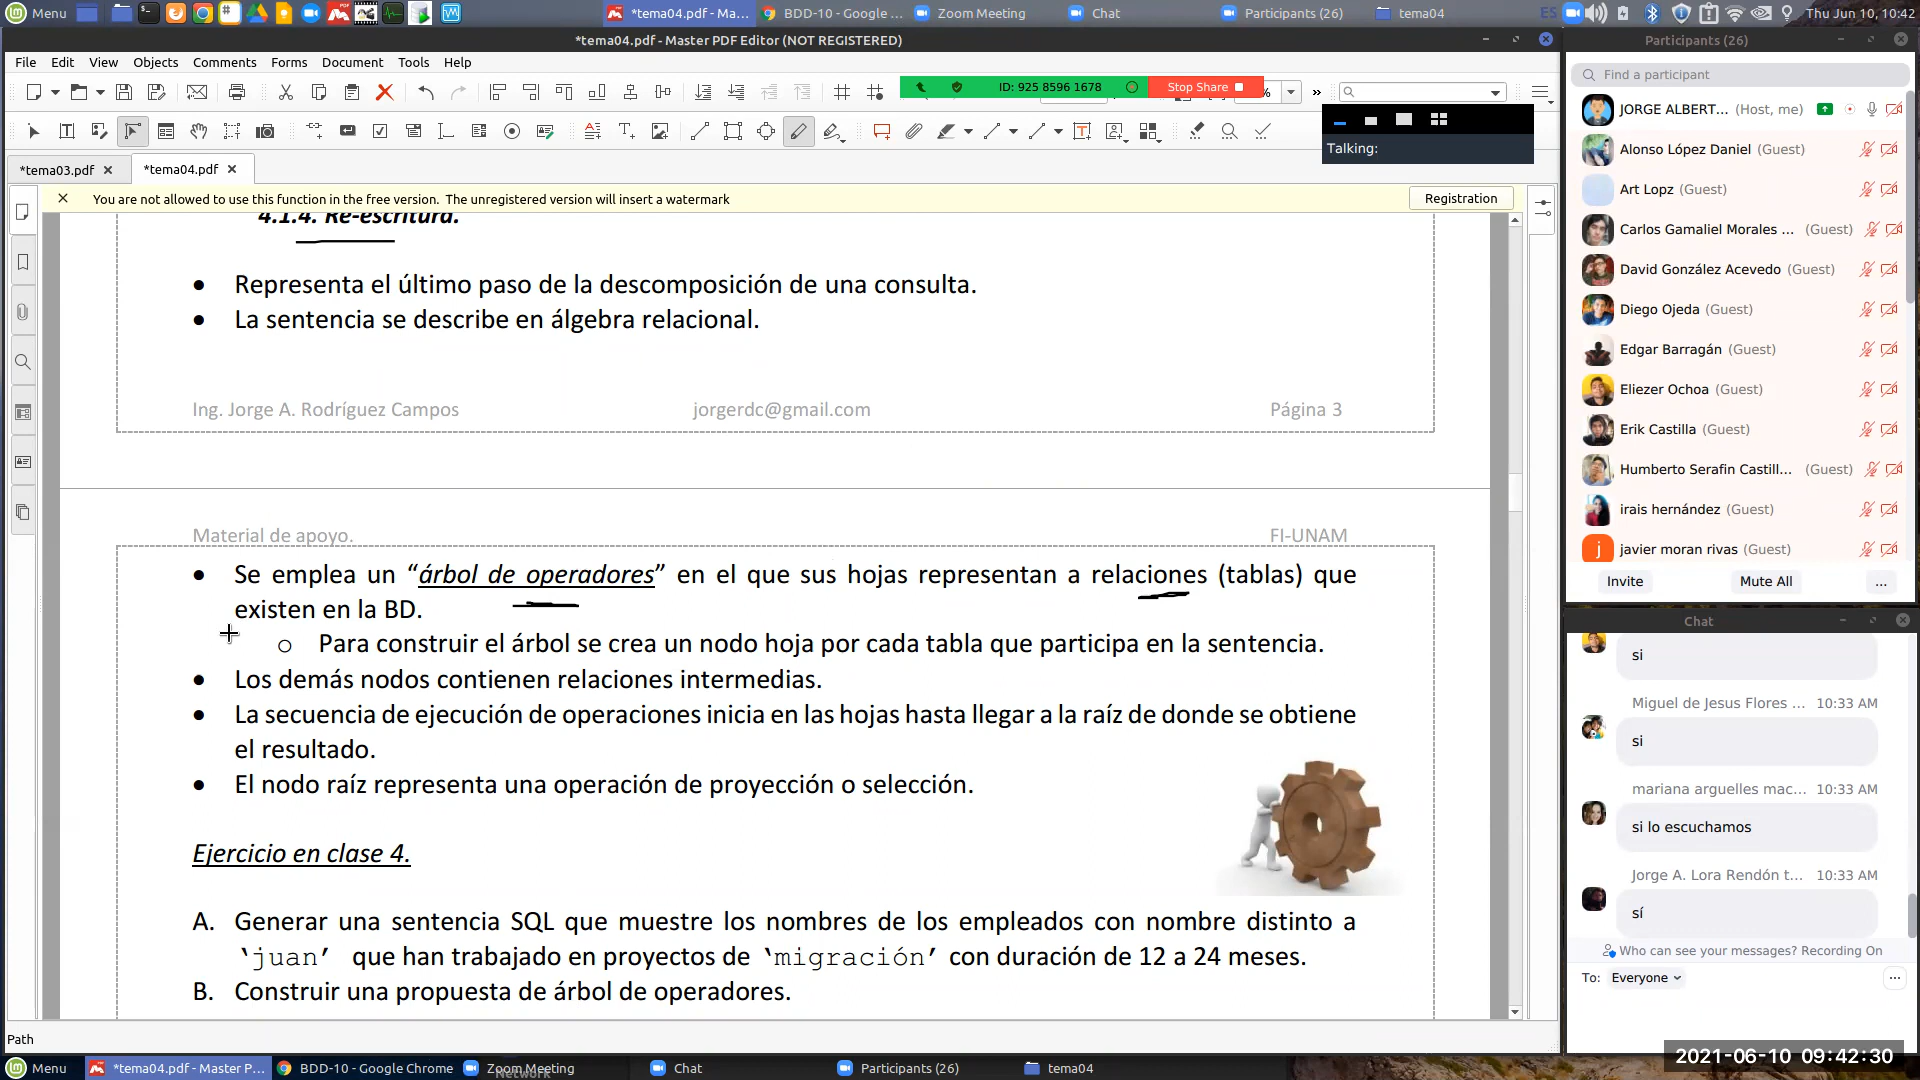 Menu
*tema04.pdf - Ma...
BDD-10 - Google ...
Zoom Meeting
Chat
Participants (26)
tema04
ES
Thu Jun 10, 10:42
*tema04.pdf - Master PDF Editor (NOT REGISTERED)
Participants (26)
File Edit View Objects Comments Forms Document Tools Help
ID: 925 8596 1678
Stop Share
%
Talking:
*tema03.pdf
*tema04.pdf
You are not allowed to use this function in the free version. The unregistered version will insert a watermark
Registration
4.1.4. Re-escritura.
• Representa el último paso de la descomposición de una consulta.
• La sentencia se describe en álgebra relacional.
Ing. Jorge A. Rodríguez Campos jorgerdc@gmail.com Página 3
Material de apoyo. FI-UNAM
• Se emplea un “árbol de operadores” en el que sus hojas representan a relaciones (tablas) que
existen en la BD.
o Para construir el árbol se crea un nodo hoja por cada tabla que participa en la sentencia.
• Los demás nodos contienen relaciones intermedias.
• La secuencia de ejecución de operaciones inicia en las hojas hasta llegar a la raíz de donde se obtiene
el resultado.
• El nodo raíz representa una operación de proyección o selección.
Ejercicio en clase 4.
A. Generar una sentencia SQL que muestre los nombres de los empleados con nombre distinto a
‘juan’ que han trabajado en proyectos de ‘migración’ con duración de 12 a 24 meses.
B. Construir una propuesta de árbol de operadores.
Path
Find a participant
JORGE ALBERT... (Host, me)
Alonso López Daniel (Guest)
Art Lopz (Guest)
Carlos Gamaliel Morales ... (Guest)
David González Acevedo (Guest)
Diego Ojeda (Guest)
Edgar Barragán (Guest)
Eliezer Ochoa (Guest)
Erik Castilla (Guest)
Humberto Serafin Castill... (Guest)
irais hernández (Guest)
j javier moran rivas (Guest)
Invite Mute All ...
Chat
si
Miguel de Jesus Flores ... 10:33 AM
si
mariana arguelles mac... 10:33 AM
si lo escuchamos
Jorge A. Lora Rendón t... 10:33 AM
sí
Who can see your messages? Recording On
To: Everyone
2021-06-10 09:42:30
Menu
*tema04.pdf - Master P...
BDD-10 - Google Chrome
Zoom Meeting
Network
Chat
Participants (26)
tema04